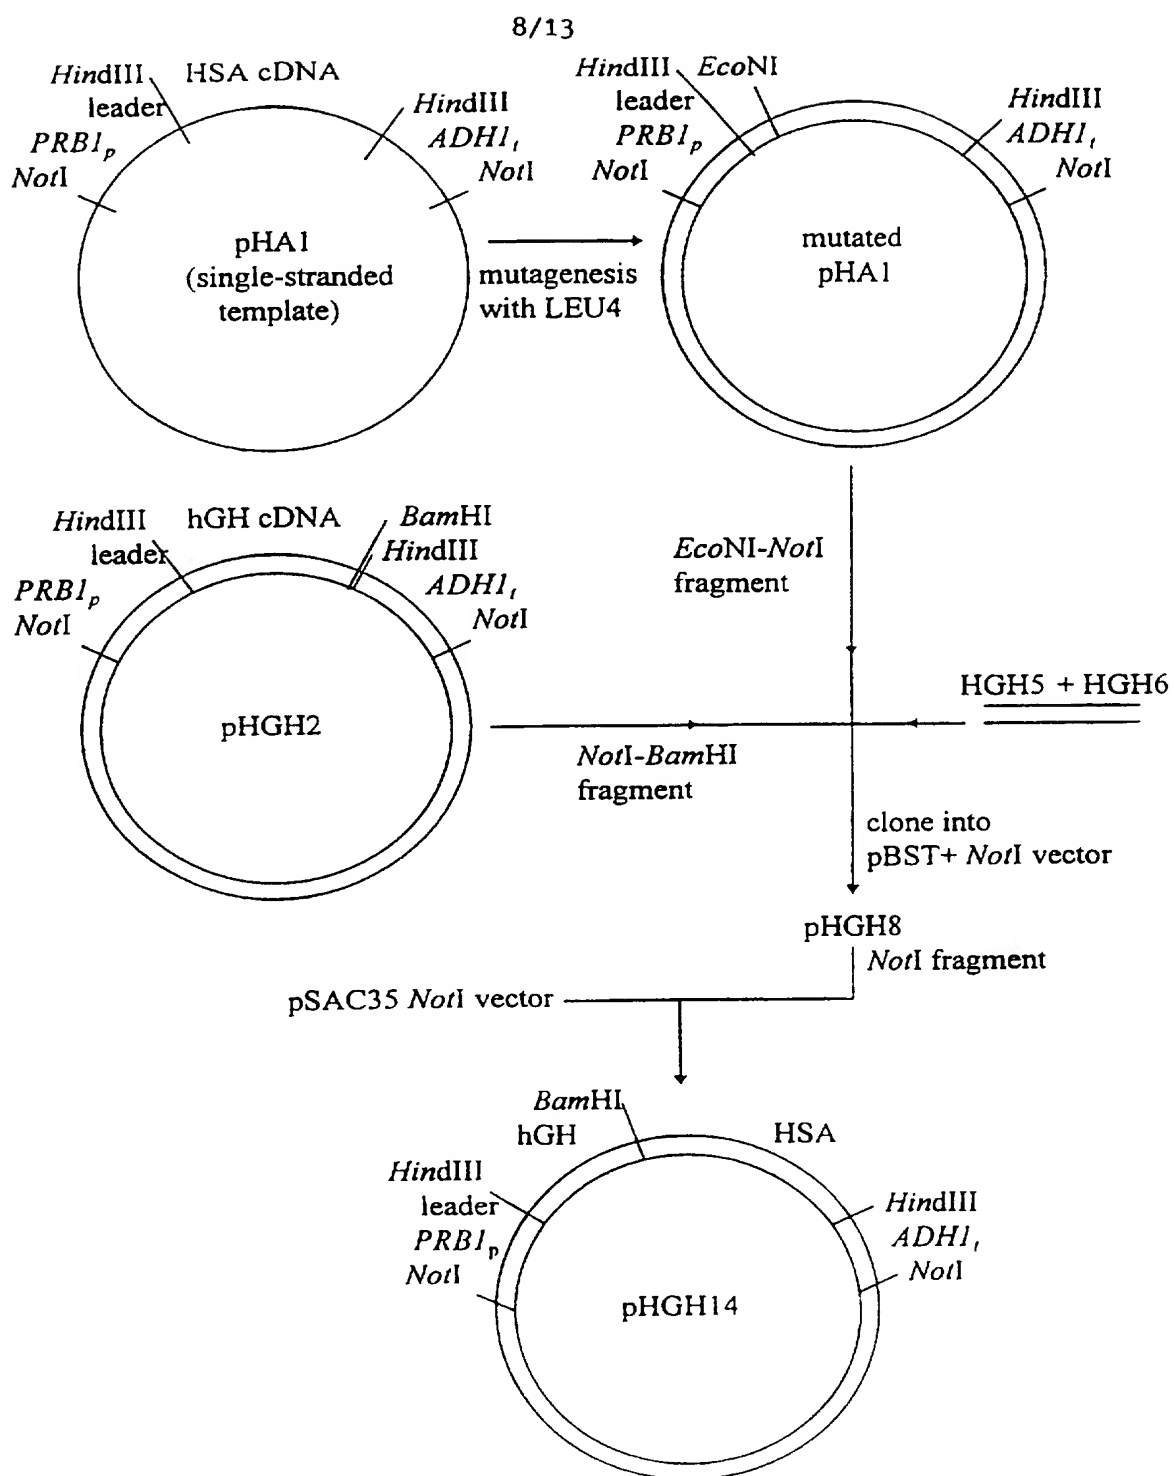 8/13
HindIII
HSA cDNA
leader
PRB1p
NotI
HindIII
ADH1t
NotI
pHA1
(single-stranded
template)
mutagenesis
with LEU4
HindIII
EcoNI
leader
PRB1p
NotI
HindIII
ADH1t
NotI
mutated
pHA1
HindIII
hGH cDNA
leader
PRB1p
NotI
BamHI
HindIII
ADH1t
NotI
pHGH2
EcoNI-NotI
fragment
HGH5 + HGH6
NotI-BamHI
fragment
clone into
pBST+ NotI vector
pHGH8
NotI fragment
pSAC35 NotI vector
BamHI
hGH
HSA
HindIII
leader
PRB1p
NotI
HindIII
ADH1t
NotI
pHGH14